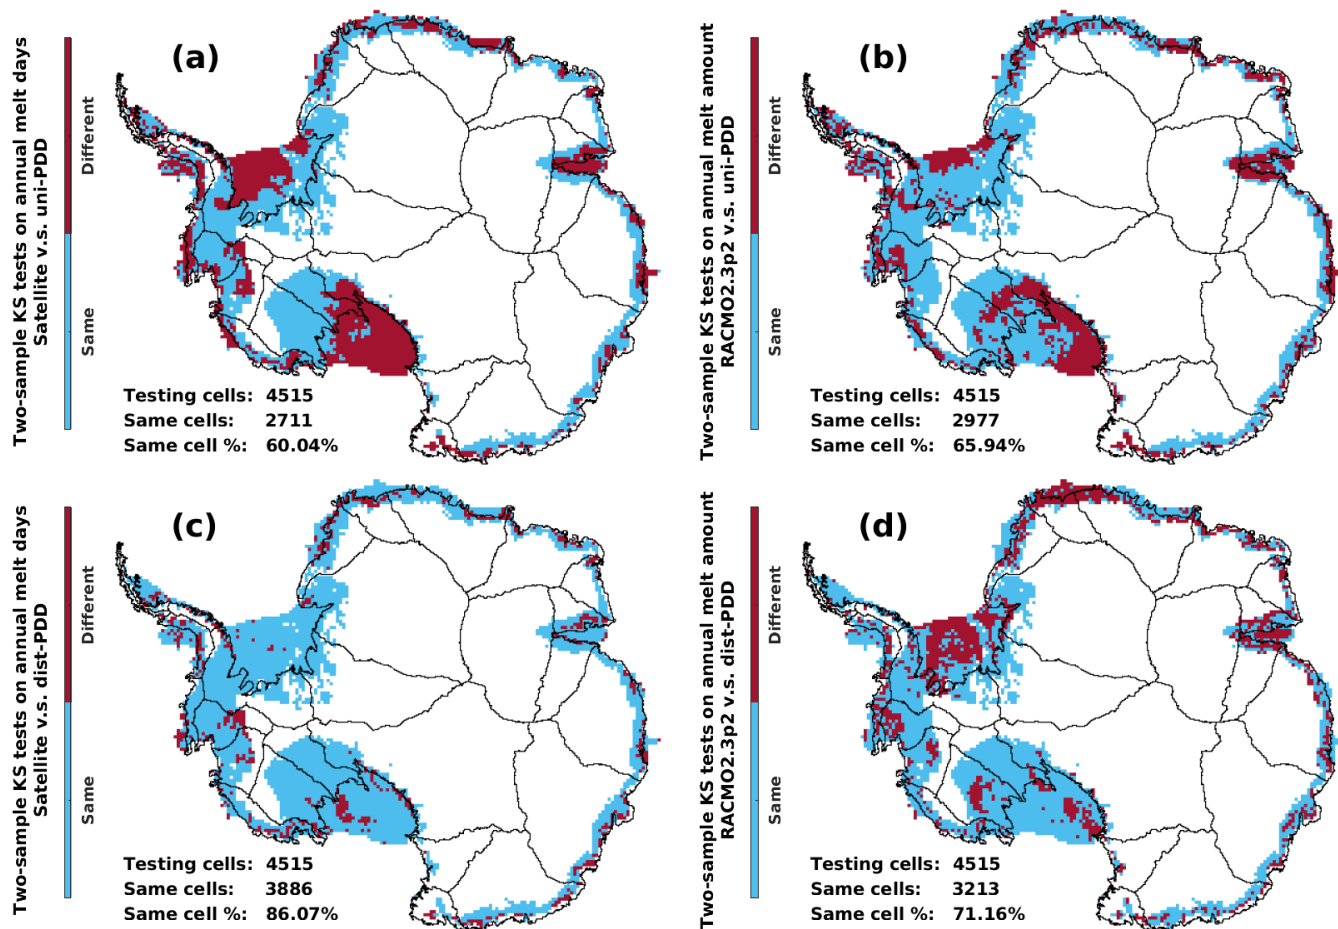 Two-sample KS tests on annual melt days
Satellite v.s. uni-PDD
Different
Same
(a)
Testing cells: 4515
Same cells: 2711
Same cell %: 60.04%
Two-sample KS tests on annual melt amount
RACMO2.3p2 v.s. uni-PDD
Different
Same
(b)
Testing cells: 4515
Same cells: 2977
Same cell %: 65.94%
Two-sample KS tests on annual melt days
Satellite v.s. dist-PDD
Different
Same
(c)
Testing cells: 4515
Same cells: 3886
Same cell %: 86.07%
Two-sample KS tests on annual melt amount
RACMO2.3p2 v.s. dist-PDD
Different
Same
(d)
Testing cells: 4515
Same cells: 3213
Same cell %: 71.16%